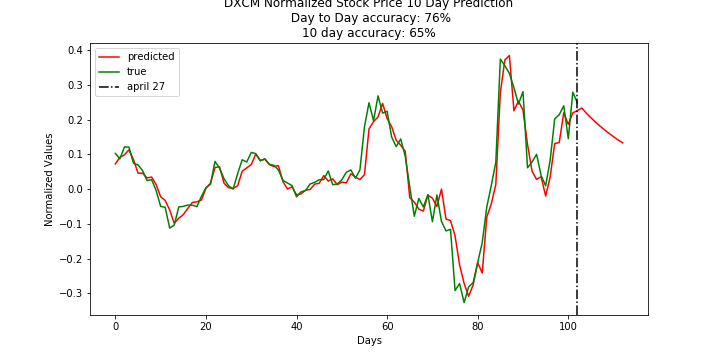 DXCM Normalized Stock Price 10 Day Prediction
Day to Day accuracy: 76%
10 day accuracy: 65%
predicted
true
april 27
Normalized Values
0.4
0.3
0.2
0.1
0.0
−0.1
−0.2
−0.3
0 20 40 60 80 100
Days